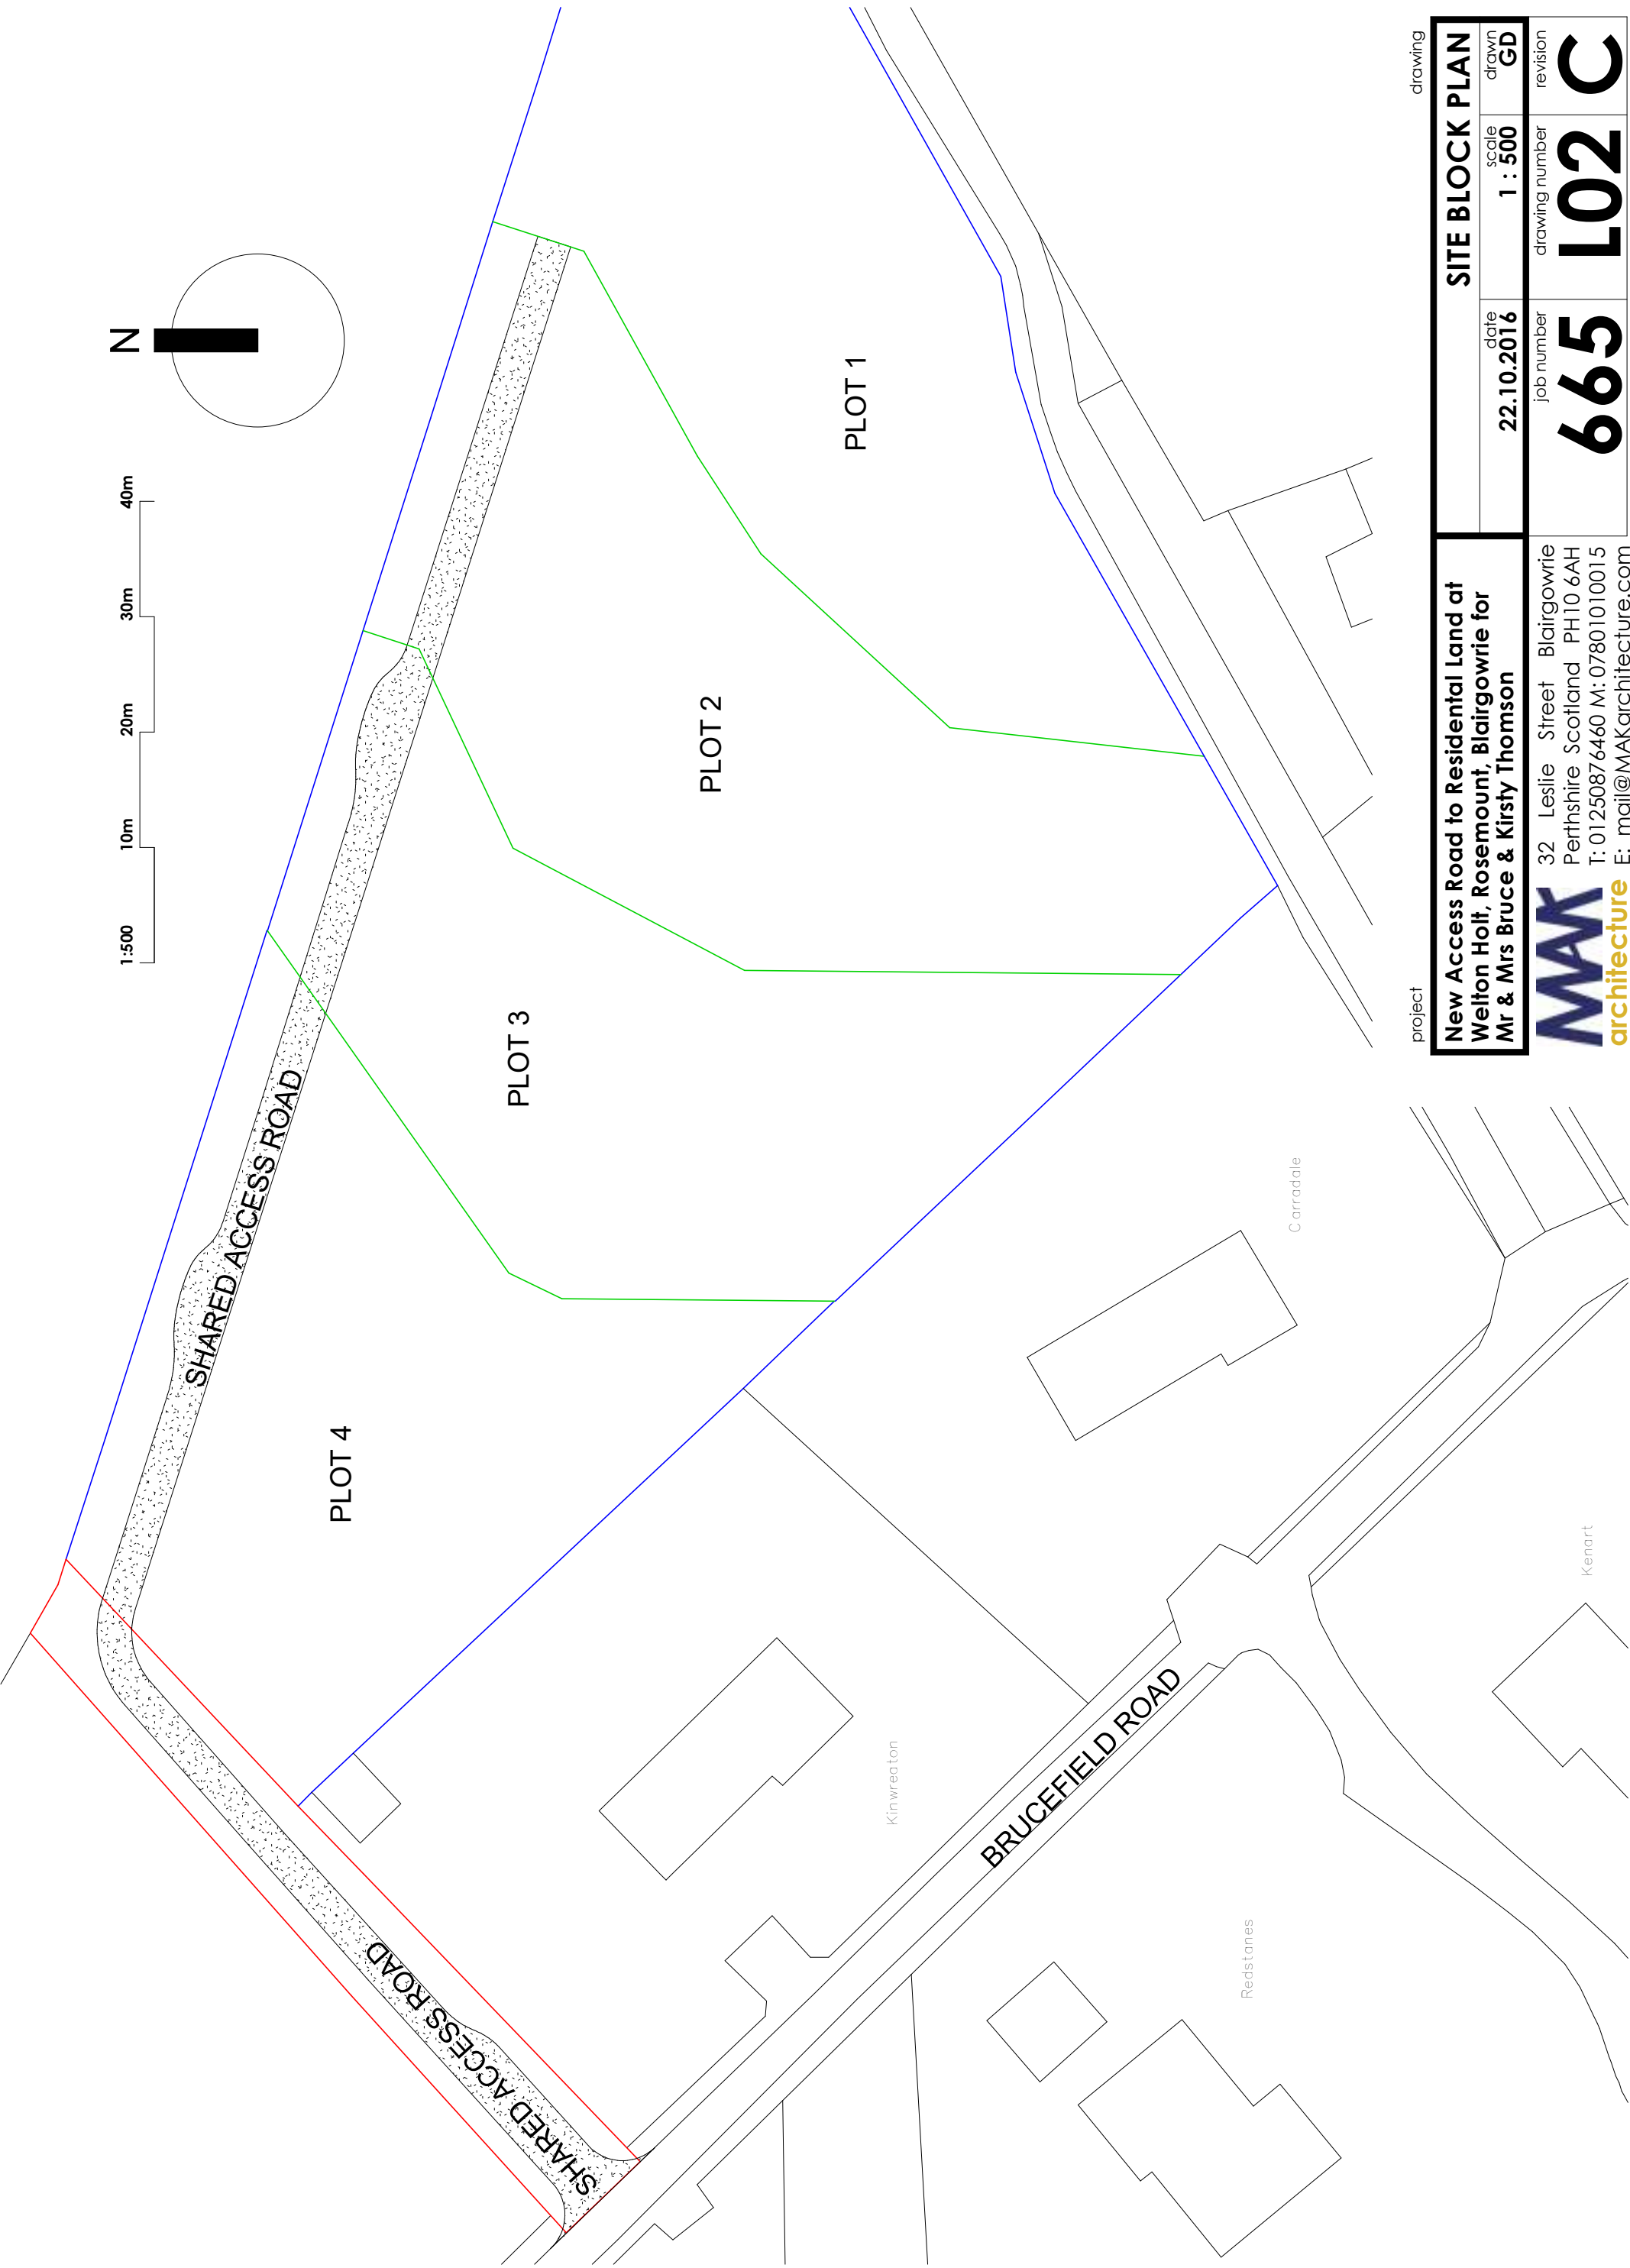 N
1:500
10m
20m
30m
40m
SHARED ACCESS ROAD
SHARED ACCESS ROAD
PLOT 4
PLOT 3
PLOT 2
PLOT 1
BRUCEFIELD ROAD
Kinwreaton
Carradale
Redstanes
Kenart
project
New Access Road to Residental Land at
Welton Holt, Rosemount, Blairgowrie for
Mr & Mrs Bruce & Kirsty Thomson
drawing
SITE BLOCK PLAN
date
22.10.2016
scale
1 : 500
drawn
GD
MAK
architecture
32 Leslie Street Blairgowrie
Perthshire Scotland PH10 6AH
T: 01250876460 M: 07801010015
E: mail@MAKarchitecture.com
job number
665
drawing number
L02
revision
C